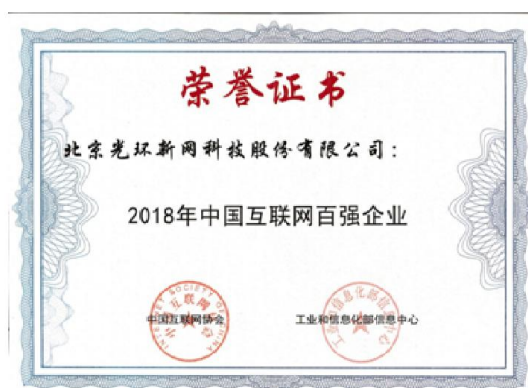 荣誉证书
北京光环新网科技股份有限公司：
2018年中国互联网百强企业
中国互联网协会
工业和信息化部信息中心